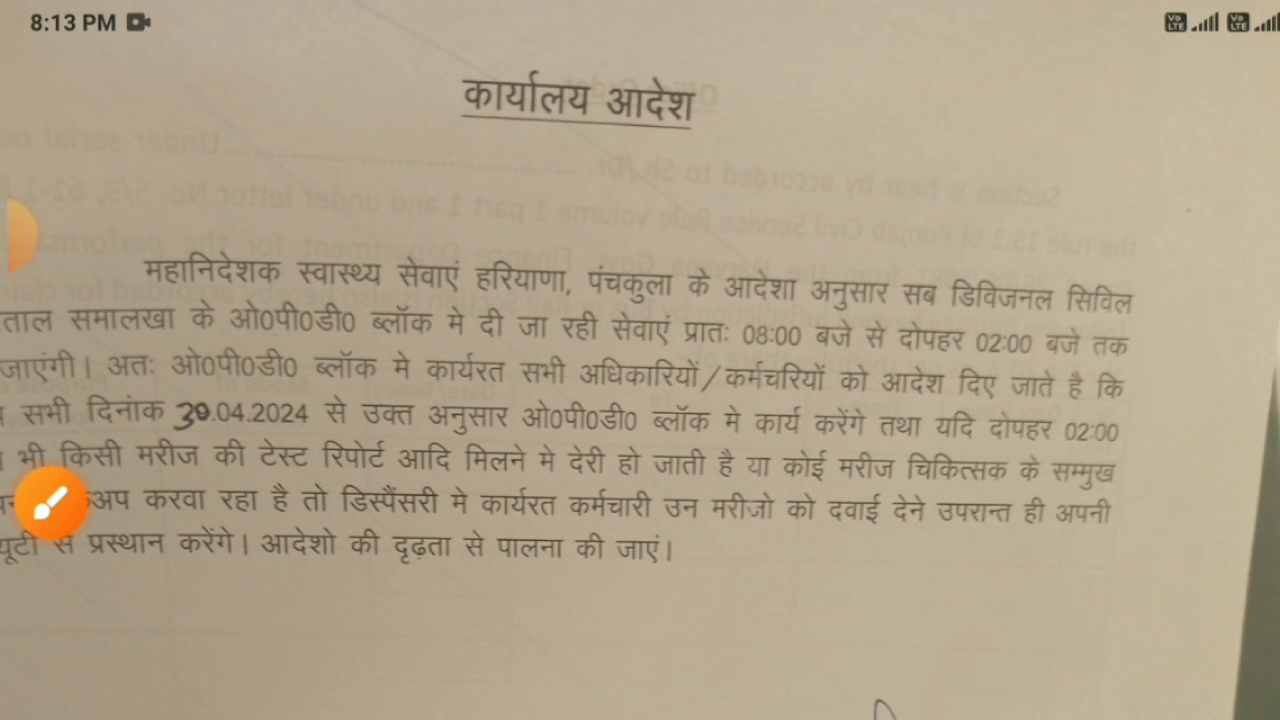 8:13 PM
कार्यालय आदेश
महानिदेशक स्वास्थ्य सेवाएं हरियाणा, पंचकुला के आदेशा अनुसार सब डिविजनल सिविल
समालखा के ओ0पी0डी0 ब्लॉक मे दी जा रही सेवाएं प्रातः 08:00 बजे से दोपहर 02:00 बजे तक
जाएंगी। अतः ओ0पी0डी0 ब्लॉक मे कार्यरत सभी अधिकारियों/कर्मचरियों को आदेश दिए जाते है कि
सभी दिनांक 30.04.2024 से उक्त अनुसार ओ0पी0डी0 ब्लॉक मे कार्य करेंगे तथा यदि दोपहर 02:00
भी किसी मरीज की टेस्ट रिपोर्ट आदि मिलने मे देरी हो जाती है या कोई मरीज चिकित्सक के सम्मुख
करवा रहा है तो डिस्पैंसरी मे कार्यरत कर्मचारी उन मरीजो को दवाई देने उपरान्त ही अपनी
से प्रस्थान करेंगे। आदेशो की दृढ़ता से पालना की जाएं।